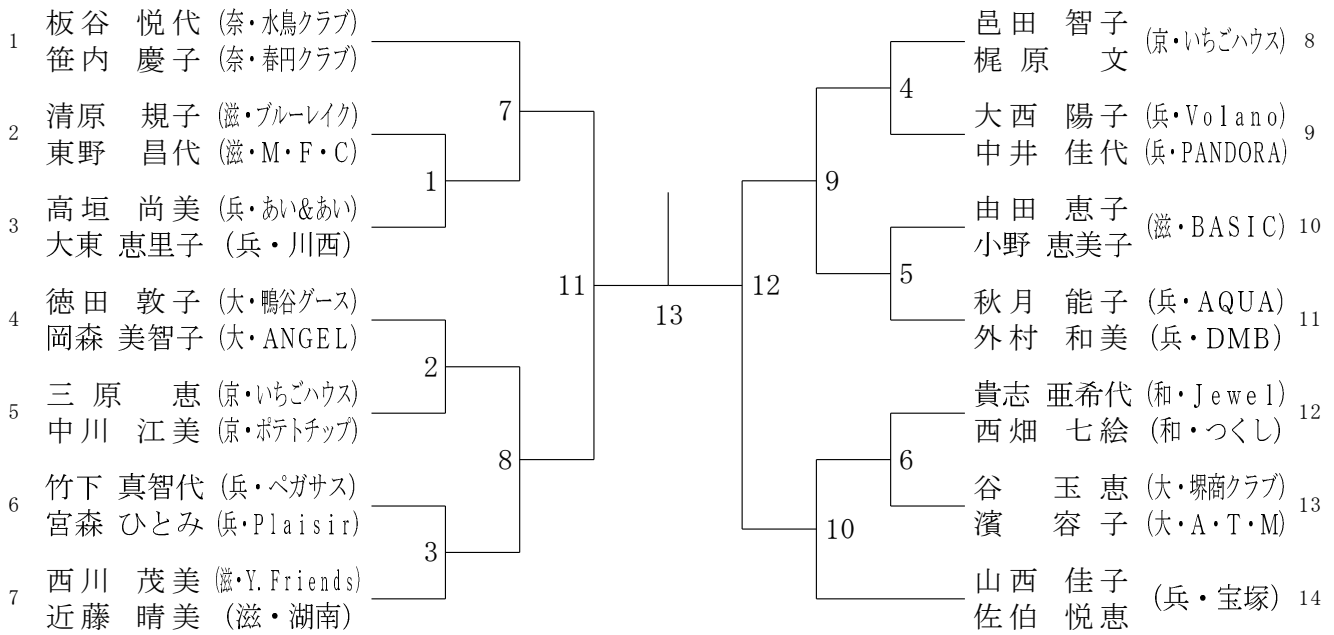 1
板谷 悦代 (奈・水鳥クラブ)
笹内 慶子 (奈・春円クラブ)
2
清原 規子 (滋・ブルーレイク)
東野 昌代 (滋・M・F・C)
3
高垣 尚美 (兵・あい&あい)
大東 恵里子 (兵・川西)
4
徳田 敦子 (大・鴨谷グース)
岡森 美智子 (大・ANGEL)
5
三原 恵 (京・いちごハウス)
中川 江美 (京・ポテトチップ)
6
竹下 真智代 (兵・ペガサス)
宮森 ひとみ (兵・Plaisir)
7
西川 茂美 (滋・Y.Friends)
近藤 晴美 (滋・湖南)
7
1
2
8
3
11
13
12
4
9
5
6
10
邑田 智子
梶原 文
(京・いちごハウス) 8
大西 陽子 (兵・Volano)
中井 佳代 (兵・PANDORA)
9
由田 恵子
小野 恵美子
(滋・BASIC) 10
秋月 能子 (兵・AQUA)
外村 和美 (兵・DMB)
11
貴志 亜希代 (和・Jewel)
西畑 七絵 (和・つくし)
12
谷 玉恵 (大・堺商クラブ)
濱 容子 (大・A・T・M)
13
山西 佳子
佐伯 悦恵
(兵・宝塚) 14